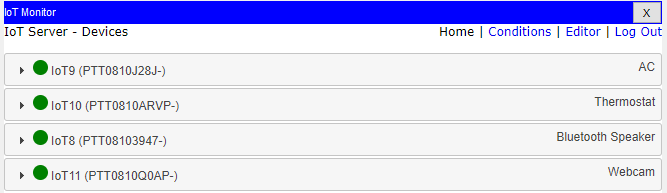 IoT Monitor X
IoT Server - Devices Home | Conditions | Editor | Log Out
IoT9 (PTT0810J28J-) AC
IoT10 (PTT0810ARVP-) Thermostat
IoT8 (PTT08103947-) Bluetooth Speaker
IoT11 (PTT0810Q0AP-) Webcam